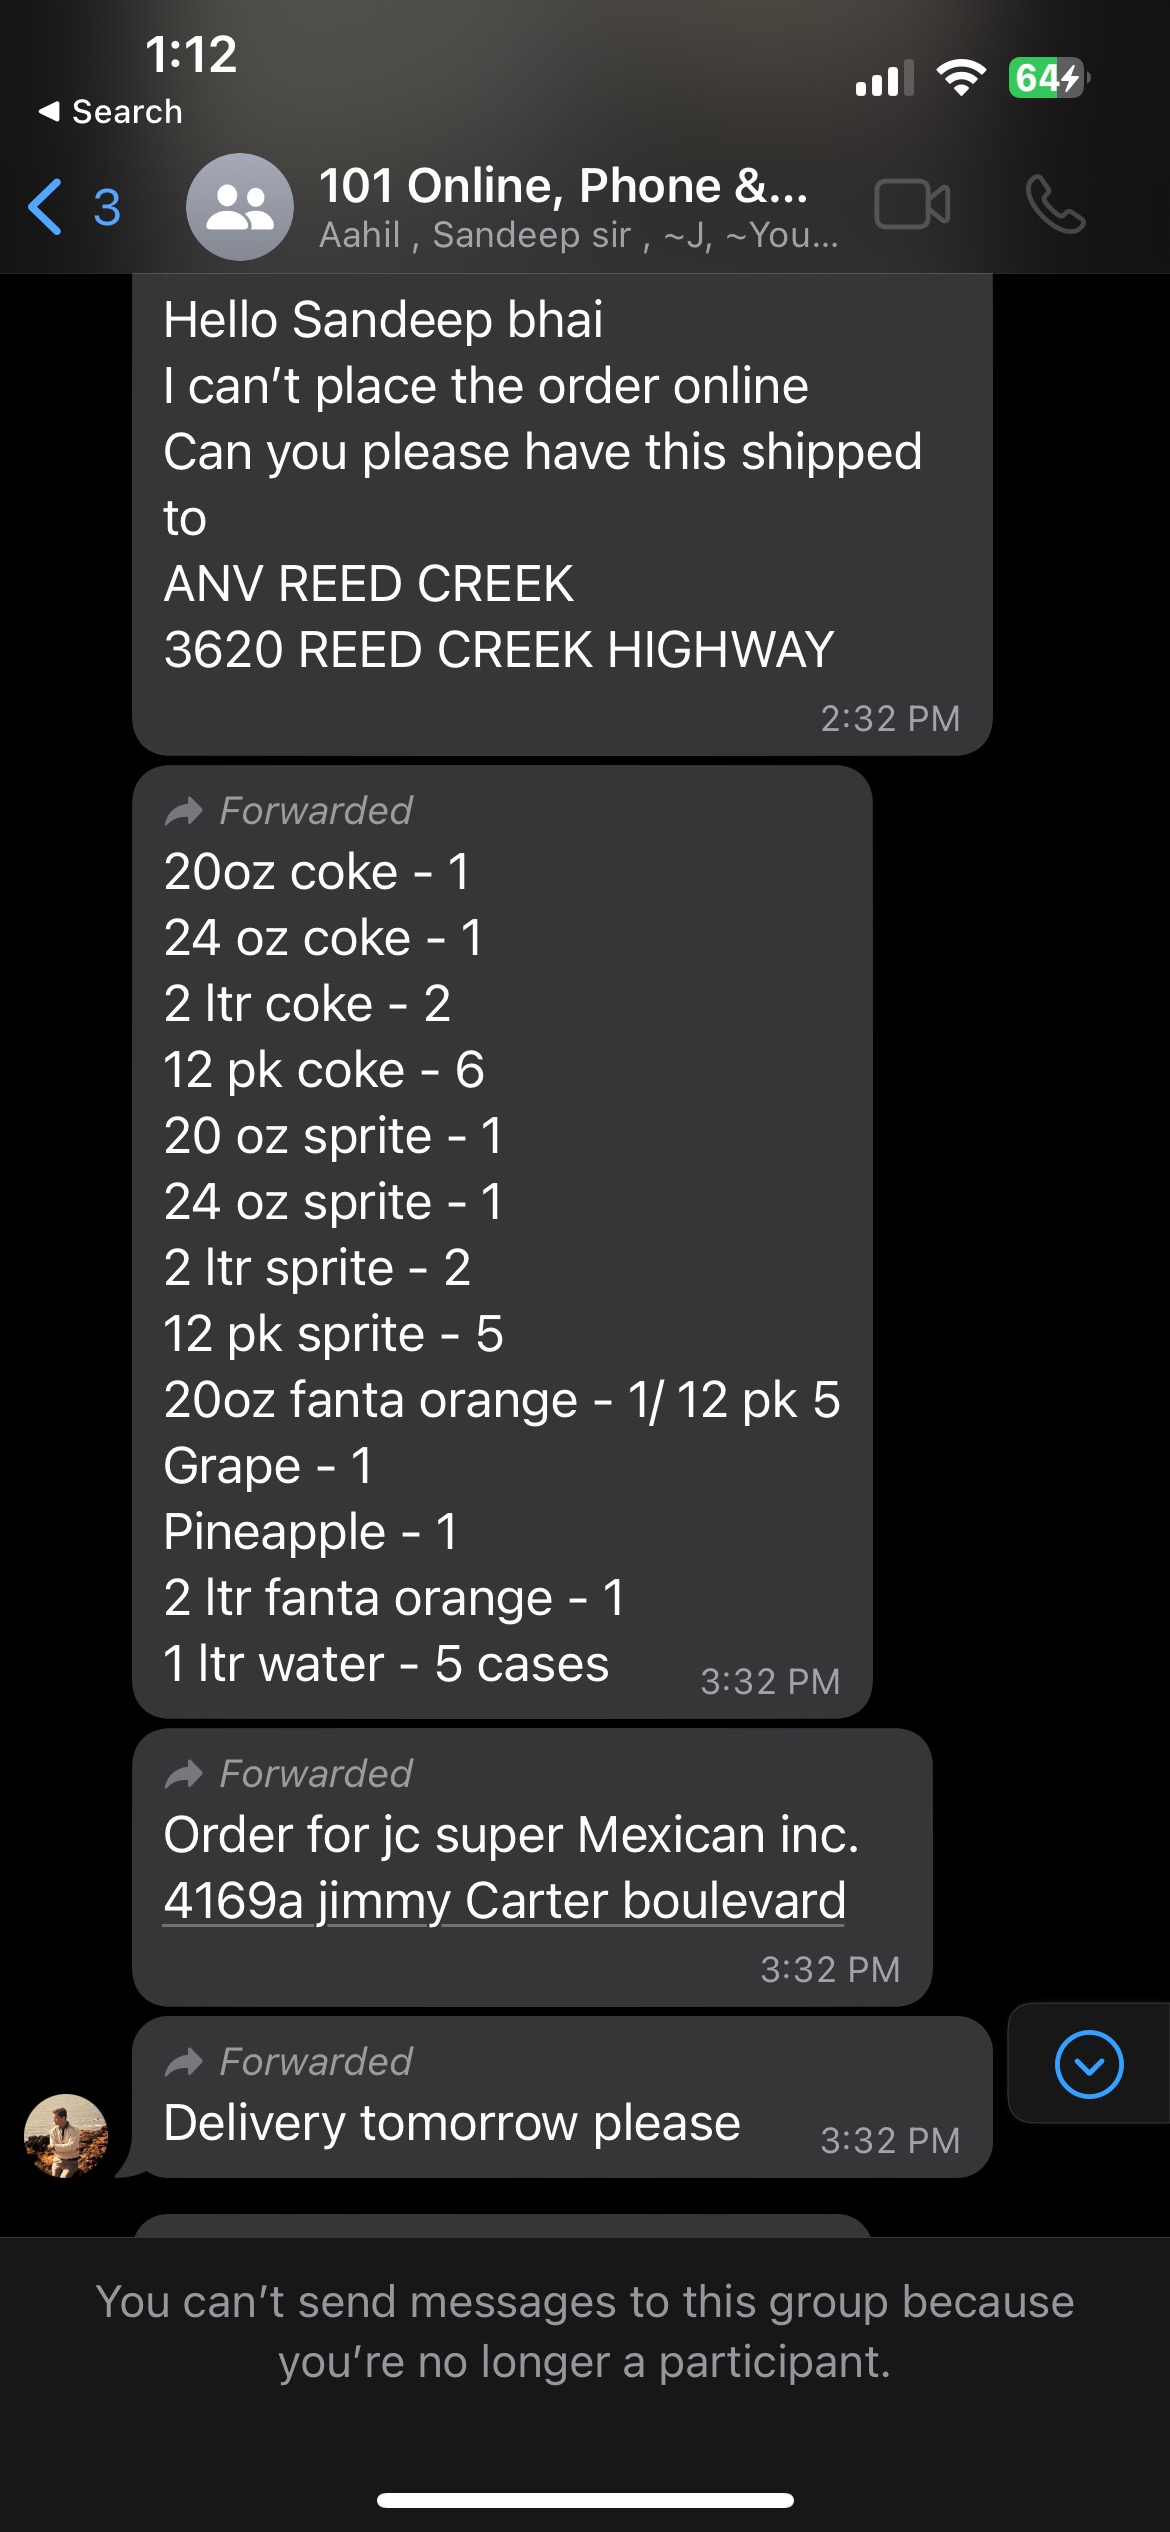 1:12
Search
64
3
101 Online, Phone &...
Aahil , Sandeep sir , ~J, ~You...
Hello Sandeep bhai
I can't place the order online
Can you please have this shipped
to
ANV REED CREEK
3620 REED CREEK HIGHWAY
2:32 PM
Forwarded
20oz coke - 1
24 oz coke - 1
2 ltr coke - 2
12 pk coke - 6
20 oz sprite - 1
24 oz sprite - 1
2 ltr sprite - 2
12 pk sprite - 5
20oz fanta orange - 1/ 12 pk 5
Grape - 1
Pineapple - 1
2 ltr fanta orange - 1
1 ltr water - 5 cases
3:32 PM
Forwarded
Order for jc super Mexican inc.
4169a jimmy Carter boulevard
3:32 PM
Forwarded
Delivery tomorrow please
3:32 PM
You can't send messages to this group because
you're no longer a participant.